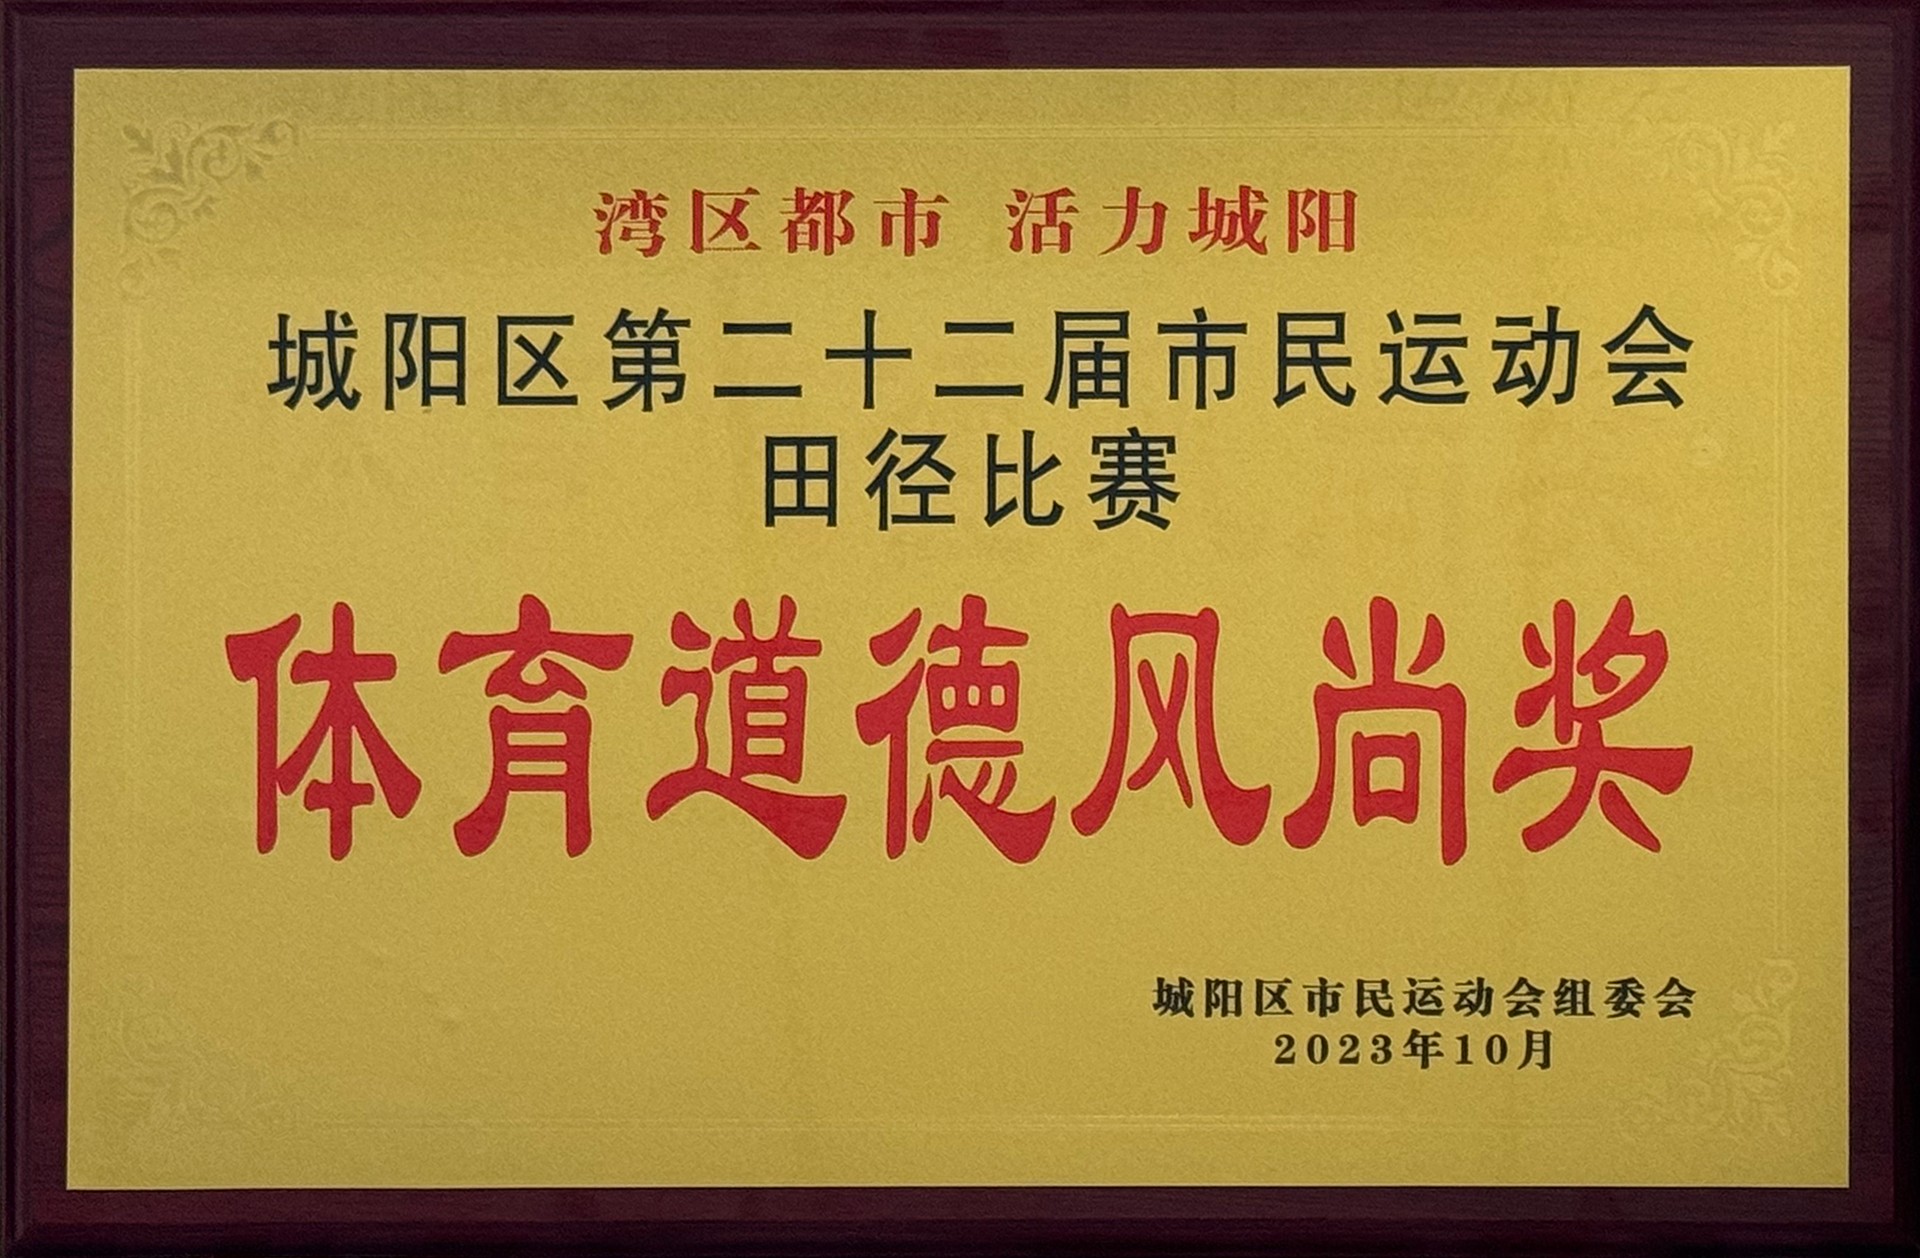 湾区都市 活力城阳
城阳区第二十二届市民运动会
田径比赛
体育道德风尚奖
城阳区市民运动会组委会
2023年10月